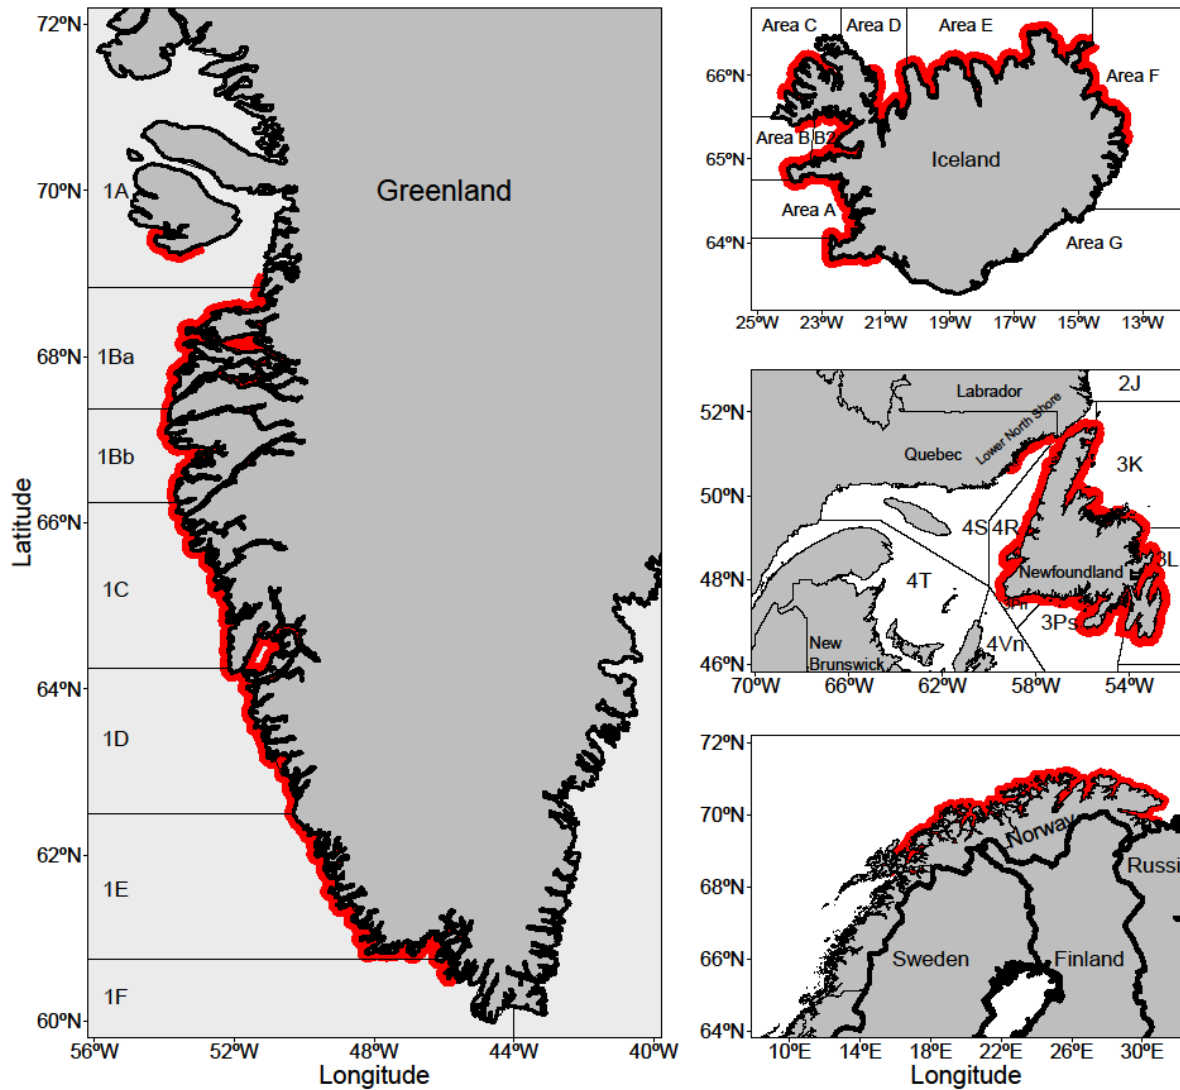 72ºN
70ºN
68ºN
66ºN
64ºN
62ºN
60ºN
Latitude
1A
1Ba
1Bb
1C
1D
1E
1F
Greenland
56ºW
52ºW
48ºW
44ºW
40ºW
Longitude
Area C
Area D
Area E
Area F
Area B
B2
Area A
Area G
Iceland
66ºN
65ºN
64ºN
25ºW
23ºW
21ºW
19ºW
17ºW
15ºW
13ºW
52ºN
50ºN
48ºN
46ºN
Labrador
2J
Lower North Shore
Quebec
3K
4S
4R
3L
Newfoundland
4T
3Pn
3Ps
4Vn
New
Brunswick
70ºW
66ºW
62ºW
58ºW
54ºW
72ºN
70ºN
68ºN
66ºN
64ºN
Norway
Russi
Sweden
Finland
10ºE
14ºE
18ºE
22ºE
26ºE
30ºE
Longitude